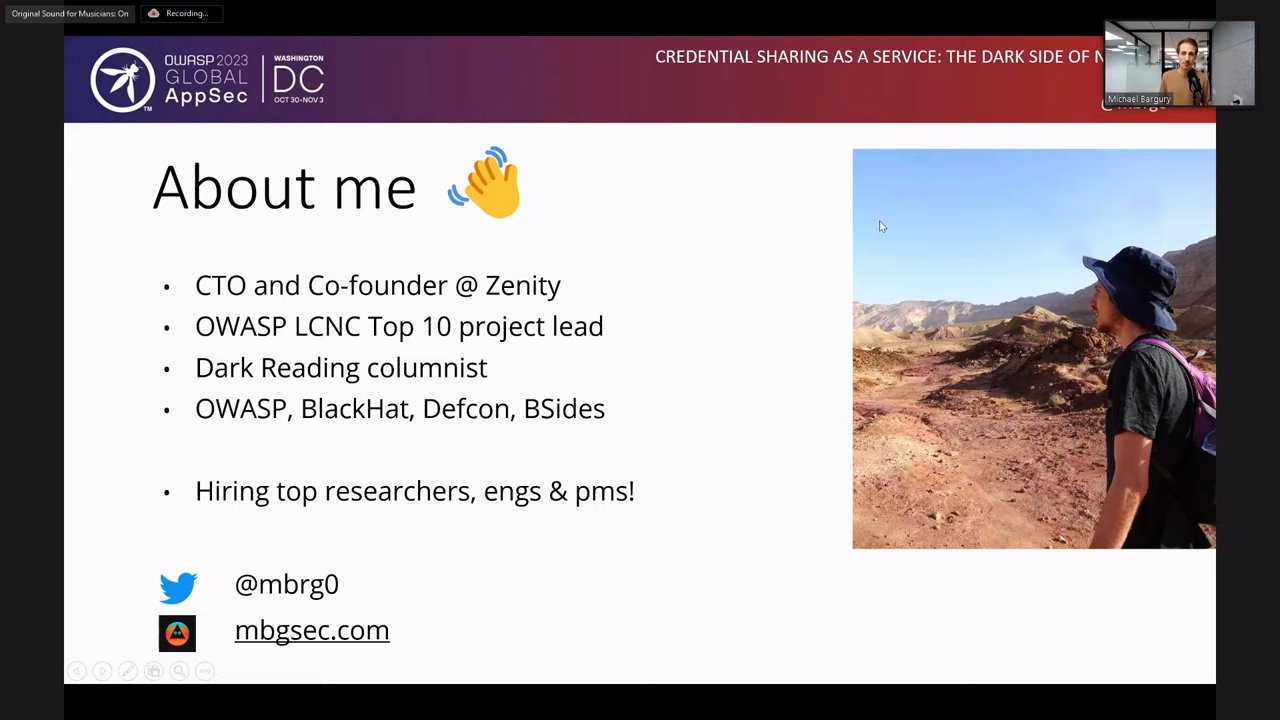 Original Sound for Musicians: On
Recording...
OWASP 2023
GLOBAL
AppSec
TM
WASHINGTON
DC
OCT 30-NOV 3
CREDENTIAL SHARING AS A SERVICE: THE DARK SIDE OF
Michael Bargury
About me
• CTO and Co-founder @ Zenity
• OWASP LCNC Top 10 project lead
• Dark Reading columnist
• OWASP, BlackHat, Defcon, BSides
• Hiring top researchers, engs & pms!
@mbrg0
mbgsec.com